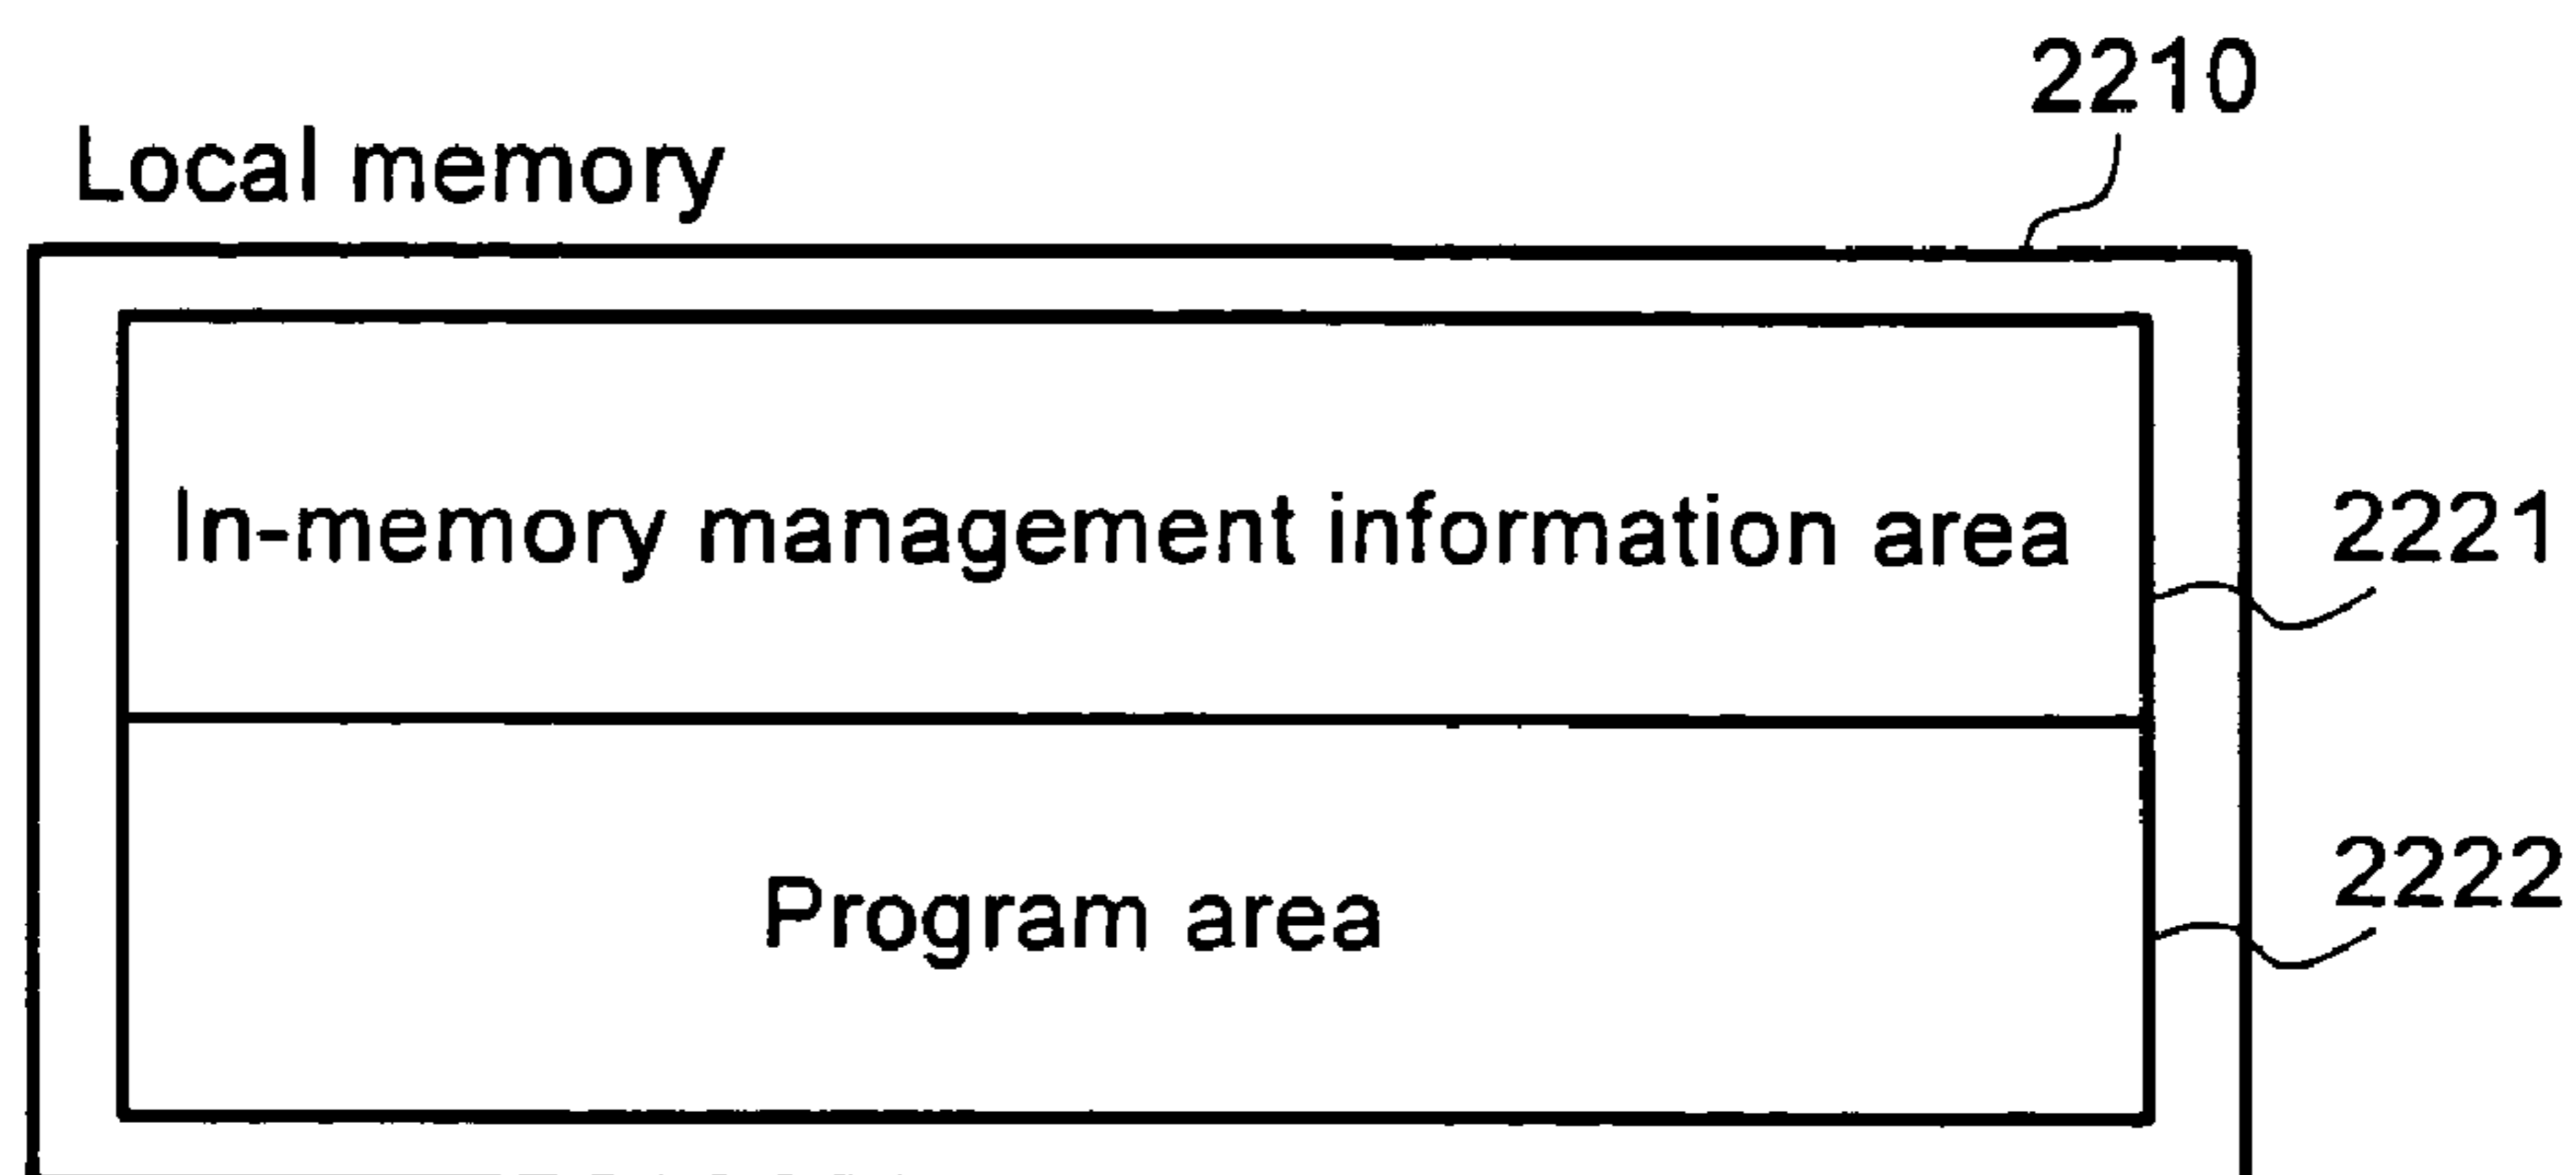 2210
Local memory
In-memory management information area
2221
Program area
2222